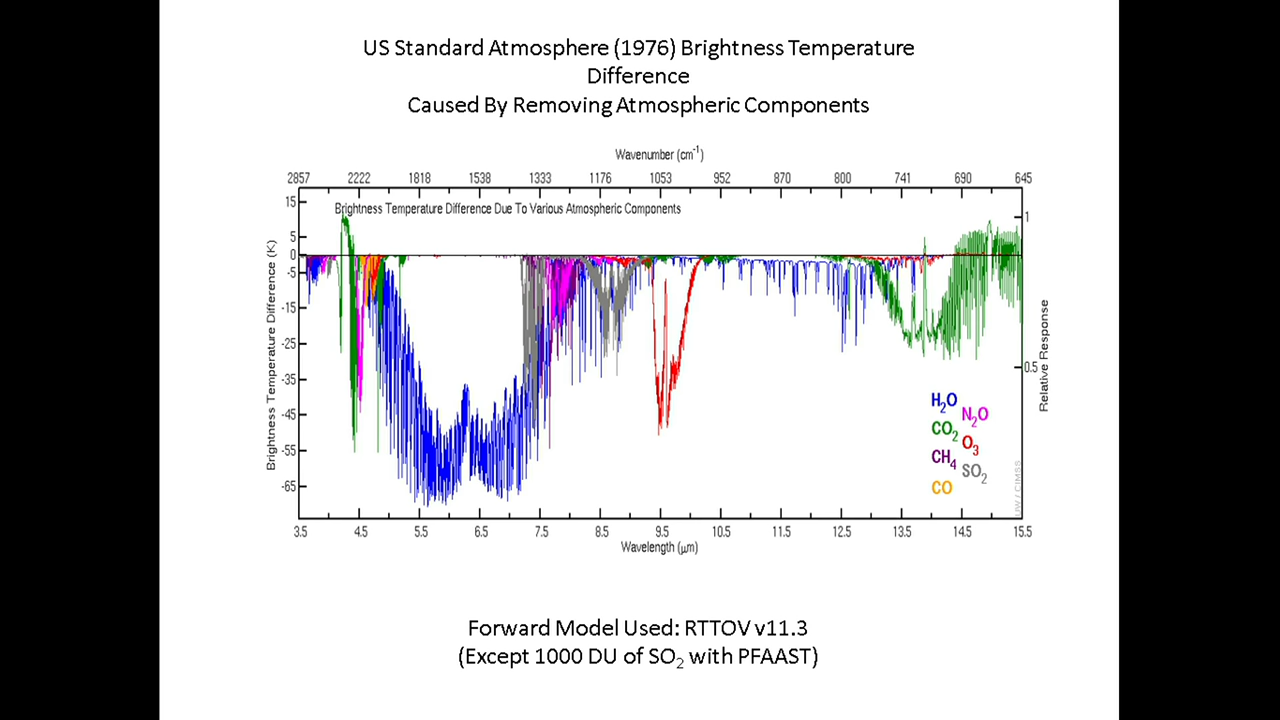 US Standard Atmosphere (1976) Brightness Temperature
Difference
Caused By Removing Atmospheric Components
Wavenumber (cm⁻¹)
2857 2222 1818 1538 1333 1176 1053 952 870 800 741 690 645
Brightness Temperature Difference Due To Various Atmospheric Components
Brightness Temperature Difference (K)
15
5
0
-5
-15
-25
-35
-45
-55
-65
1
0.5
Relative Response
H₂O
N₂O
CO₂
O₃
CH₄
SO₂
CO
UW / CIMSS
3.5 4.5 5.5 6.5 7.5 8.5 9.5 10.5 11.5 12.5 13.5 14.5 15.5
Wavelength (μm)
Forward Model Used: RTTOV v11.3
(Except 1000 DU of SO₂ with PFAAST)